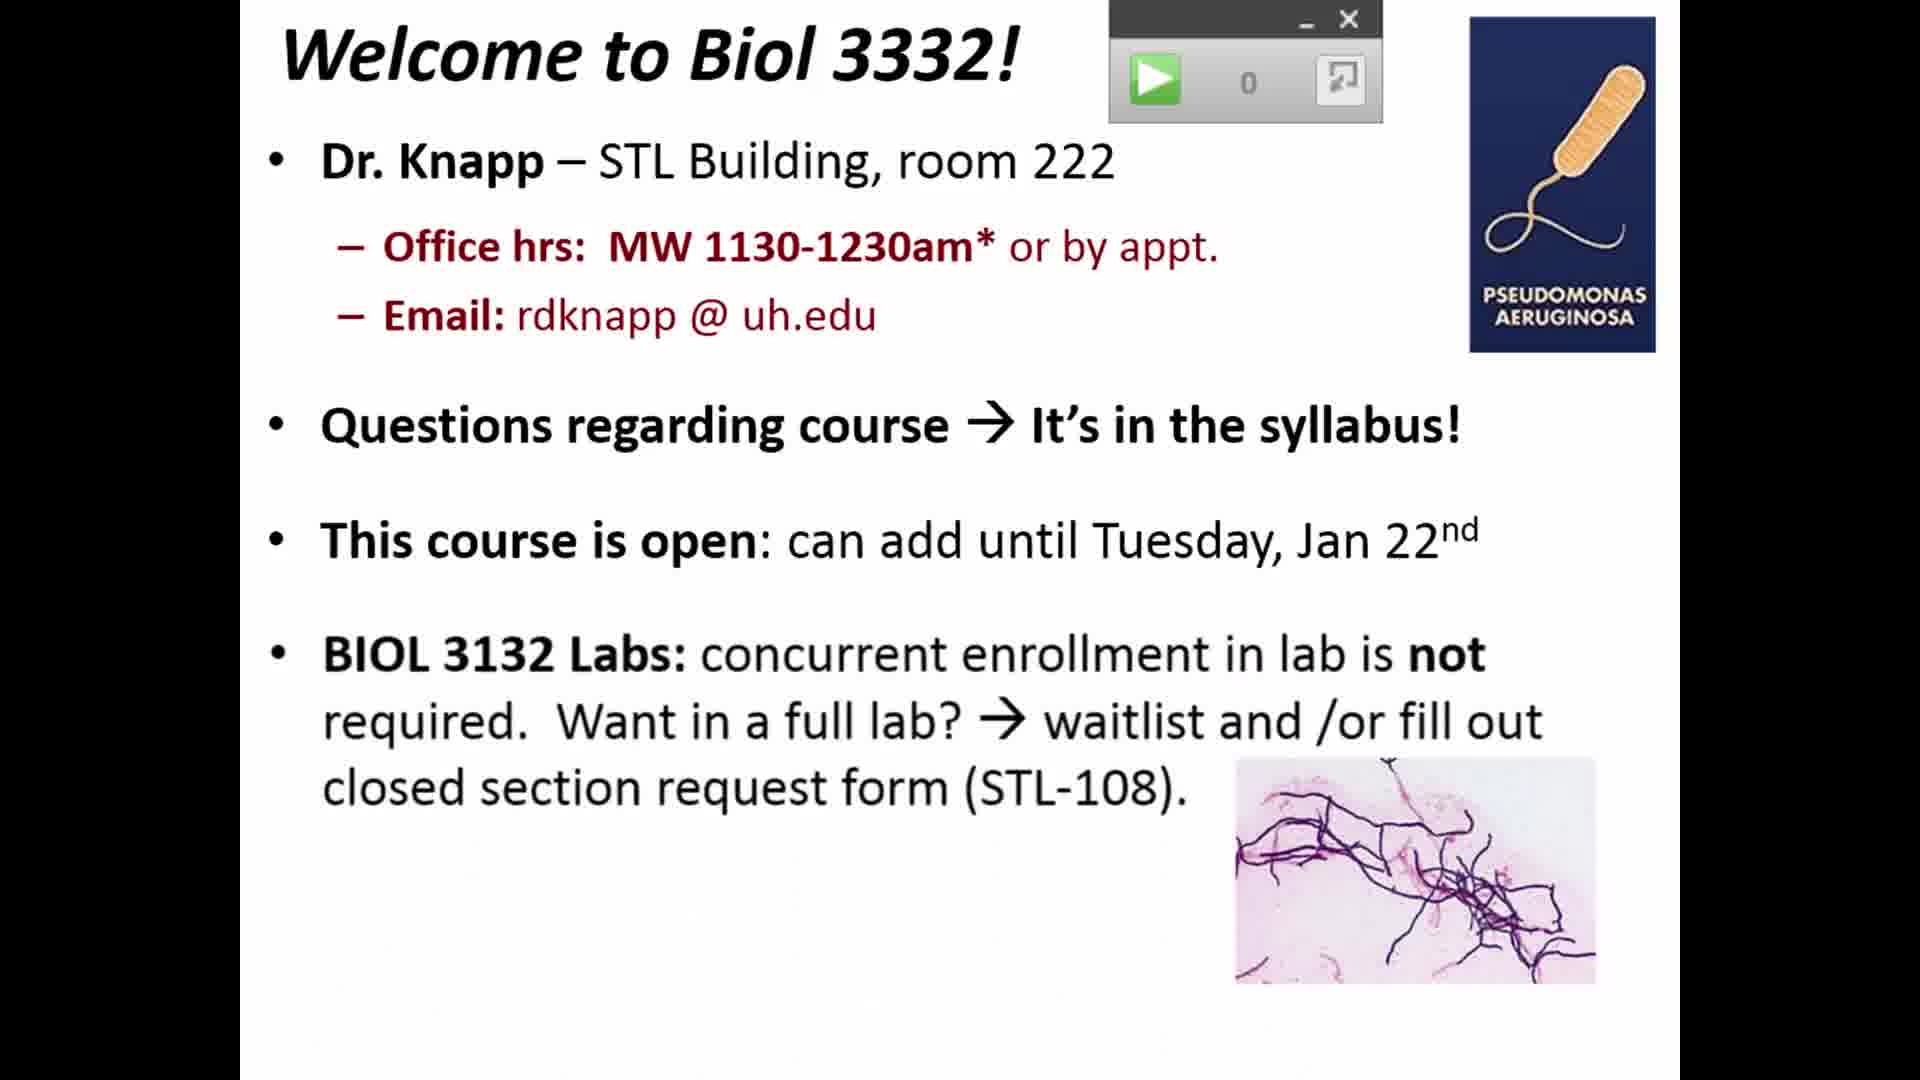 Welcome to Biol 3332!
0
• Dr. Knapp – STL Building, room 222
– Office hrs:  MW 1130-1230am* or by appt.
– Email: rdknapp @ uh.edu
PSEUDOMONAS
AERUGINOSA
• Questions regarding course → It's in the syllabus!
• This course is open: can add until Tuesday, Jan 22nd
• BIOL 3132 Labs: concurrent enrollment in lab is not
required.  Want in a full lab? → waitlist and /or fill out
closed section request form (STL-108).